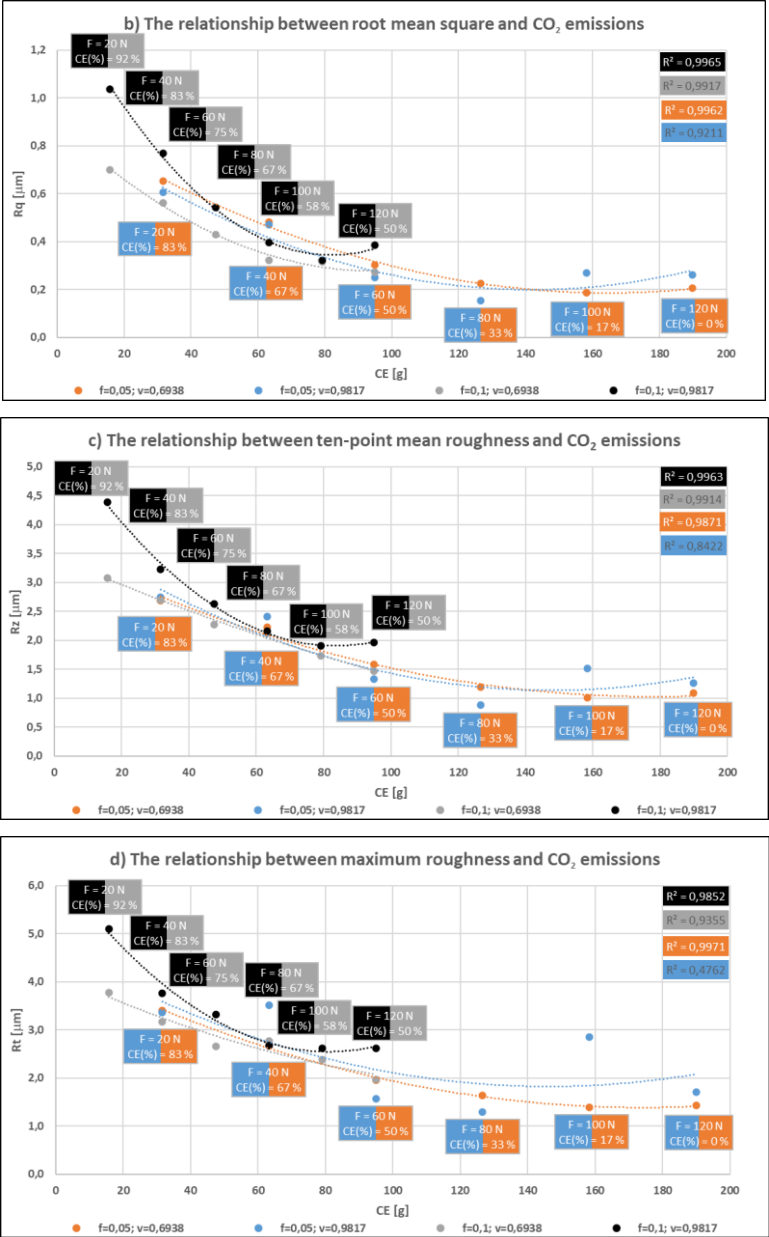 b) The relationship between root mean square and CO₂ emissions
1,2
1,0
0,8
0,6
0,4
0,2
0,0
Rq [µm]
F = 20 N
CE(%) = 92 %
F = 40 N
CE(%) = 83 %
F = 60 N
CE(%) = 75 %
F = 80 N
CE(%) = 67 %
F = 100 N
CE(%) = 58 %
F = 120 N
CE(%) = 50 %
R² = 0,9965
R² = 0,9917
R² = 0,9962
R² = 0,9211
F = 20 N
CE(%) = 83 %
F = 40 N
CE(%) = 67 %
F = 60 N
CE(%) = 50 %
F = 80 N
CE(%) = 33 %
F = 100 N
CE(%) = 17 %
F = 120 N
CE(%) = 0 %
0 20 40 60 80 100 120 140 160 180 200
CE [g]
f=0,05; v=0,6938 f=0,05; v=0,9817 f=0,1; v=0,6938 f=0,1; v=0,9817
c) The relationship between ten-point mean roughness and CO₂ emissions
5,0
4,5
4,0
3,5
3,0
2,5
2,0
1,5
1,0
0,5
0,0
Rz [µm]
F = 20 N
CE(%) = 92 %
F = 40 N
CE(%) = 83 %
F = 60 N
CE(%) = 75 %
F = 80 N
CE(%) = 67 %
F = 100 N
CE(%) = 58 %
F = 120 N
CE(%) = 50 %
R² = 0,9963
R² = 0,9914
R² = 0,9871
R² = 0,8422
F = 20 N
CE(%) = 83 %
F = 40 N
CE(%) = 67 %
F = 60 N
CE(%) = 50 %
F = 80 N
CE(%) = 33 %
F = 100 N
CE(%) = 17 %
F = 120 N
CE(%) = 0 %
0 20 40 60 80 100 120 140 160 180 200
CE [g]
f=0,05; v=0,6938 f=0,05; v=0,9817 f=0,1; v=0,6938 f=0,1; v=0,9817
d) The relationship between maximum roughness and CO₂ emissions
6,0
5,0
4,0
3,0
2,0
1,0
0,0
Rt [µm]
F = 20 N
CE(%) = 92 %
F = 40 N
CE(%) = 83 %
F = 60 N
CE(%) = 75 %
F = 80 N
CE(%) = 67 %
F = 100 N
CE(%) = 58 %
F = 120 N
CE(%) = 50 %
R² = 0,9852
R² = 0,9355
R² = 0,9971
R² = 0,4762
F = 20 N
CE(%) = 83 %
F = 40 N
CE(%) = 67 %
F = 60 N
CE(%) = 50 %
F = 80 N
CE(%) = 33 %
F = 100 N
CE(%) = 17 %
F = 120 N
CE(%) = 0 %
0 20 40 60 80 100 120 140 160 180 200
CE [g]
f=0,05; v=0,6938 f=0,05; v=0,9817 f=0,1; v=0,6938 f=0,1; v=0,9817